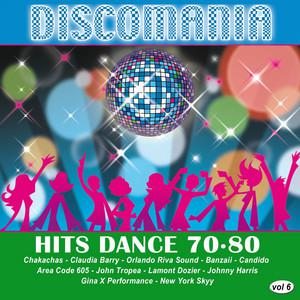 DISCOMANIA
HITS DANCE 70•80
Chakachas - Claudia Barry - Orlando Riva Sound - Banzaii - Candido
Area Code 605 - John Tropea - Lamont Dozier - Johnny Harris
Gina X Performance - New York Skyy
vol 6